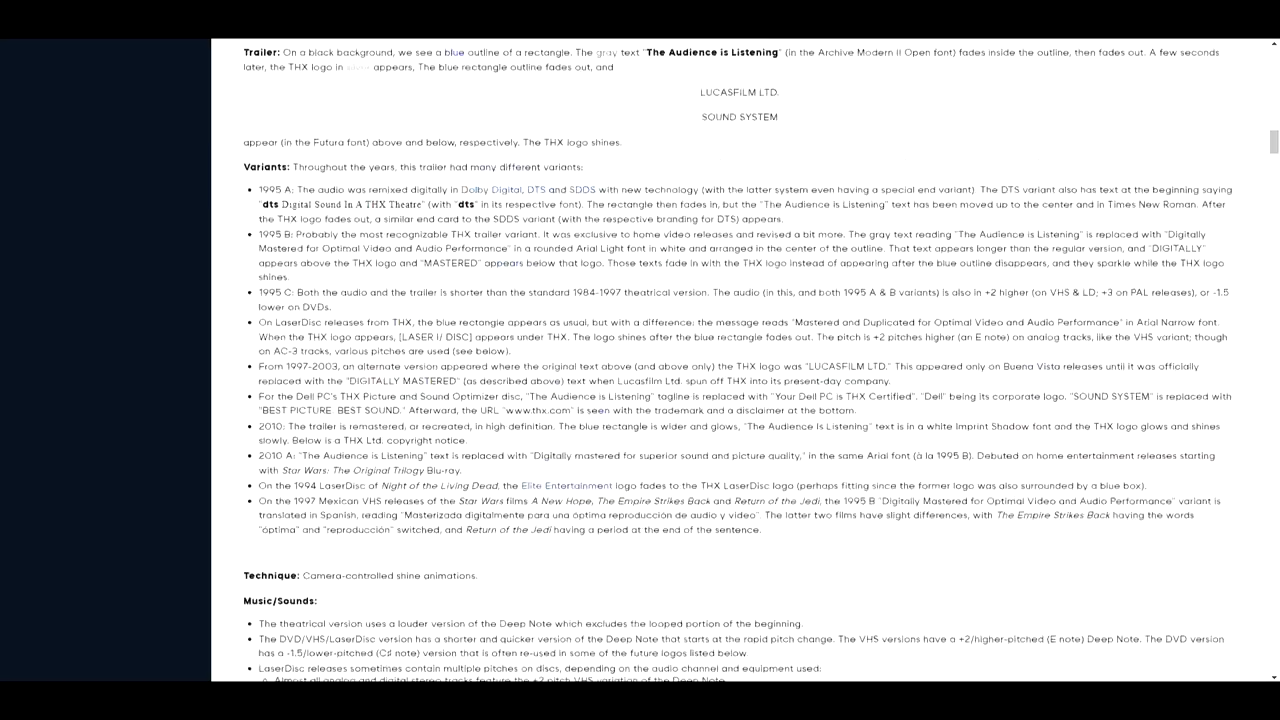 Trailer: On a black background, we see a blue outline of a rectangle. The gray text "The Audience is Listening" (in the Archive Modern II Open font) fades inside the outline, then fades out. A few seconds
later, the THX logo in appears, The blue rectangle outline fades out, and
LUCASFILM LTD.
SOUND SYSTEM
appear (in the Futura font) above and below, respectively. The THX logo shines.
Variants: Throughout the years, this trailer had many different variants:
• 1995 A: The audio was remixed digitally in Dolby Digital, DTS and SDDS with new technology (with the latter system even having a special end variant) The DTS variant also has text at the beginning saying
"dts Digital Sound In A THX Theatre" (with "dts" in its respective font). The rectangle then fades in, but the "The Audience is Listening" text has been moved up to the center and in Times New Roman. After
the THX logo fades out, a similar end card to the SDDS variant (with the respective branding for DTS) appears.
• 1995 B: Probably the most recognizable THX trailer variant. It was exclusive to home video releases and revised a bit more. The gray text reading "The Audience is Listening" is replaced with "Digitally
Mastered for Optimal Video and Audio Performance" in a rounded Arial Light font in white and arranged in the center of the outline. That text appears longer than the regular version, and "DIGITALLY"
appears above the THX logo and "MASTERED" appears below that logo. Those texts fade in with the THX logo instead of appearing after the blue outline disappears, and they sparkle while the THX logo
shines.
• 1995 C: Both the audio and the trailer is shorter than the standard 1984-1997 theatrical version. The audio (in this, and both 1995 A & B variants) is also in +2 higher (on VHS & LD; +3 on PAL releases), or -1.5
lower on DVDs.
• On LaserDisc releases from THX, the blue rectangle appears as usual, but with a difference: the message reads "Mastered and Duplicated for Optimal Video and Audio Performance" in Arial Narrow font.
When the THX logo appears, [LASER I/ DISC] appears under THX. The logo shines after the blue rectangle fades out. The pitch is +2 pitches higher (an E note) on analog tracks, like the VHS variant; though
on AC-3 tracks, various pitches are used (see below).
• From 1997-2003, an alternate version appeared where the original text above (and above only) the THX logo was "LUCASFILM LTD." This appeared only on Buena Vista releases until it was officially
replaced with the "DIGITALLY MASTERED" (as described above) text when Lucasfilm Ltd. spun off THX into its present-day company.
• For the Dell PC's THX Picture and Sound Optimizer disc, "The Audience is Listening" tagline is replaced with "Your Dell PC is THX Certified". "Dell" being its corporate logo. "SOUND SYSTEM" is replaced with
"BEST PICTURE. BEST SOUND." Afterward, the URL "www.thx.com" is seen with the trademark and a disclaimer at the bottom.
• 2010: The trailer is remastered, or recreated, in high definition. The blue rectangle is wider and glows, "The Audience Is Listening" text is in a white Imprint Shadow font and the THX logo glows and shines
slowly. Below is a THX Ltd. copyright notice.
• 2010 A: "The Audience is Listening" text is replaced with "Digitally mastered for superior sound and picture quality," in the same Arial font (à la 1995 B). Debuted on home entertainment releases starting
with Star Wars: The Original Trilogy Blu-ray.
• On the 1994 LaserDisc of Night of the Living Dead, the Elite Entertainment logo fades to the THX LaserDisc logo (perhaps fitting since the former logo was also surrounded by a blue box).
• On the 1997 Mexican VHS releases of the Star Wars films A New Hope, The Empire Strikes Back and Return of the Jedi, the 1995 B "Digitally Mastered for Optimal Video and Audio Performance" variant is
translated in Spanish, reading "Masterizada digitalmente para una óptima reproducción de audio y video". The latter two films have slight differences, with The Empire Strikes Back having the words
"óptima" and "reproducción" switched, and Return of the Jedi having a period at the end of the sentence.
Technique: Camera-controlled shine animations.
Music/Sounds:
• The theatrical version uses a louder version of the Deep Note which excludes the looped portion of the beginning.
• The DVD/VHS/LaserDisc version has a shorter and quicker version of the Deep Note that starts at the rapid pitch change. The VHS versions have a +2/higher-pitched (E note) Deep Note. The DVD version
has a -1.5/lower-pitched (C♯ note) version that is often re-used in some of the future logos listed below.
• LaserDisc releases sometimes contain multiple pitches on discs, depending on the audio channel and equipment used:
Almost all analog and digital stereo tracks feature the +2 pitch VHS variation of the Deep Note.